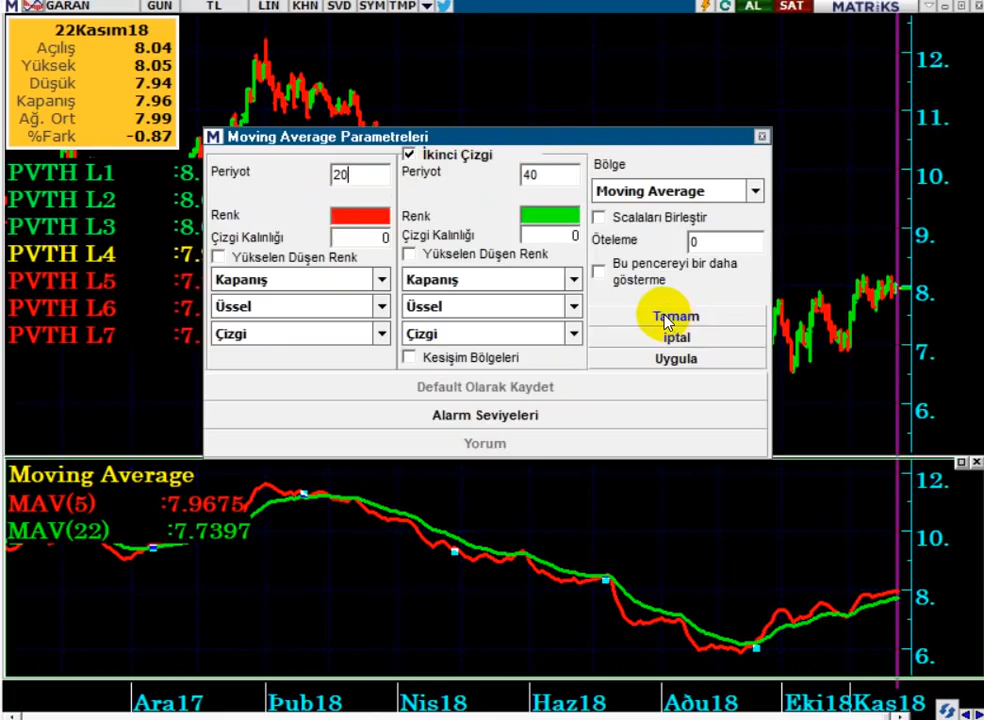 GARAN GUN TL LIN KHN SVD SYM TMP AL SAT MATRiKS
22Kasım18
Açılış 8.04
Yüksek 8.05
Düşük 7.94
Kapanış 7.96
Ağ. Ort 7.99
%Fark -0.87
PVTH L1 :8.
PVTH L2 :8.
PVTH L4 :7.
PVTH L5 :8.
PVTH L6 :8.
PVTH L7 :8.
M Moving Average Parametreleri
Periyot 20
Renk
Çizgi Kalınlığı 0
Yükselen Düşen Renk
Kapanış
Üssel
Çizgi
İkinci Çizgi
Periyot 40
Renk
Çizgi Kalınlığı 0
Yükselen Düşen Renk
Kapanış
Üssel
Çizgi
Kesişim Bölgeleri
Bölge
Moving Average
Scalaları Birleştir
Öteleme 0
Bu pencereyi bir daha
gösterme
Tamam
İptal
Uygula
Default Olarak Kaydet
Alarm Seviyeleri
Yorum
12.
11.
10.
9.
8.
7.
6.
Moving Average
MAV(5) :7.9675
MAV(22) :7.7397
12.
10.
8.
6.
Ara17 Þub18 Nis18 Haz18 Aðu18 Eki18 Kas18